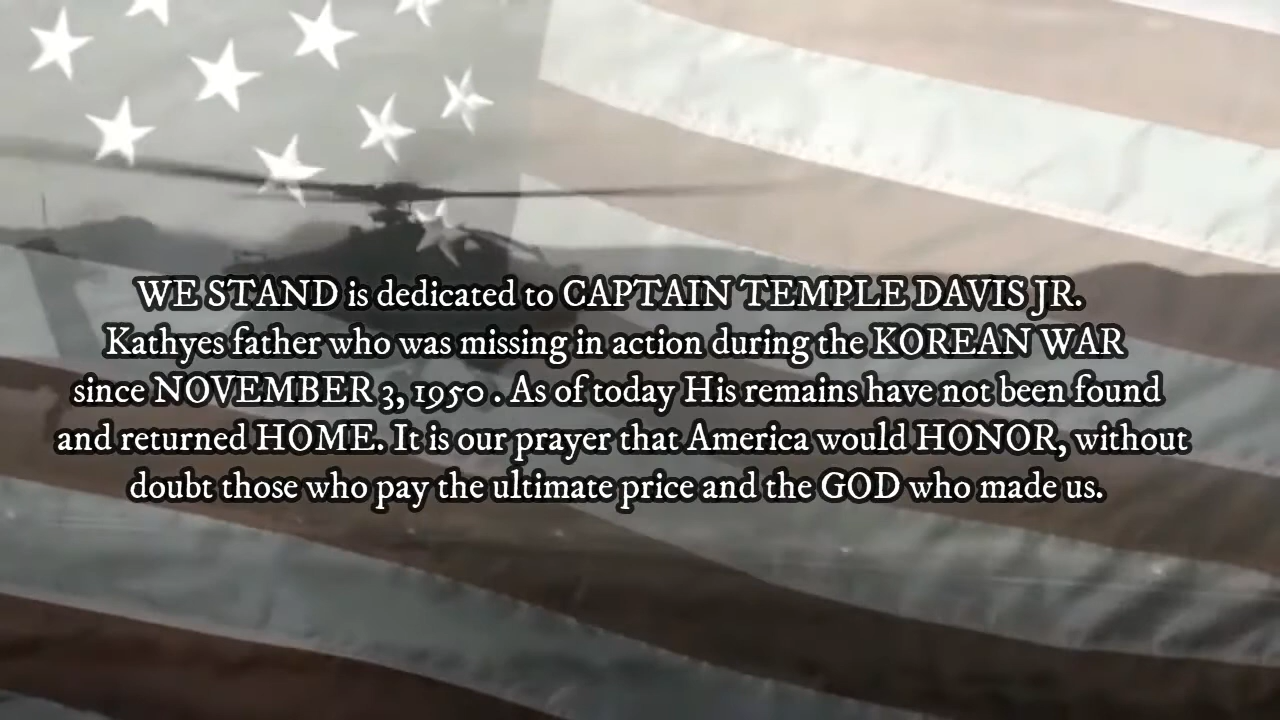 WE STAND is dedicated to CAPTAIN TEMPLE DAVIS JR.
Kathyes father who was missing in action during the KOREAN WAR
since NOVEMBER 3, 1950 . As of today His remains have not been found
and returned HOME. It is our prayer that America would HONOR, without
doubt those who pay the ultimate price and the GOD who made us.